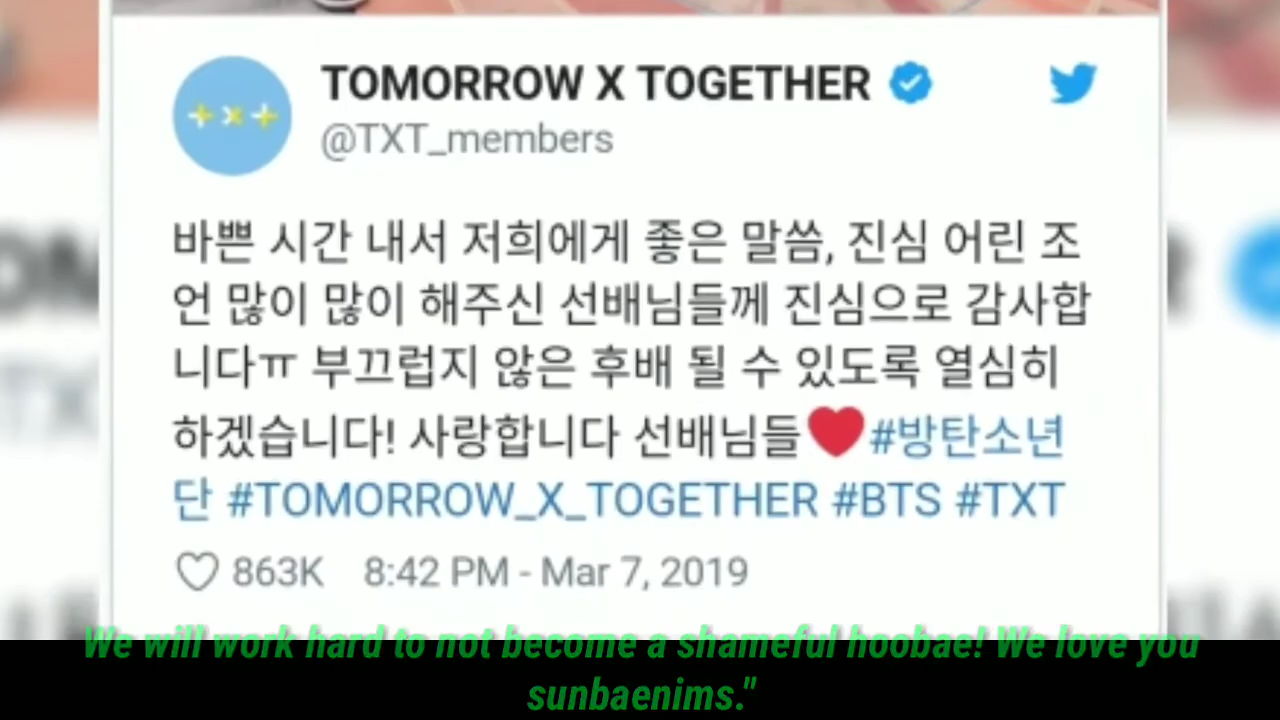 TOMORROW X TOGETHER
@TXT_members
바쁜 시간 내서 저희에게 좋은 말씀, 진심 어린 조
언 많이 많이 해주신 선배님들께 진심으로 감사합
니다ㅠ 부끄럽지 않은 후배 될 수 있도록 열심히
하겠습니다! 사랑합니다 선배님들❤#방탄소년
단 #TOMORROW_X_TOGETHER #BTS #TXT
863K 8:42 PM - Mar 7, 2019
We will work hard to not become a shameful hoobae! We love you
sunbaenims."